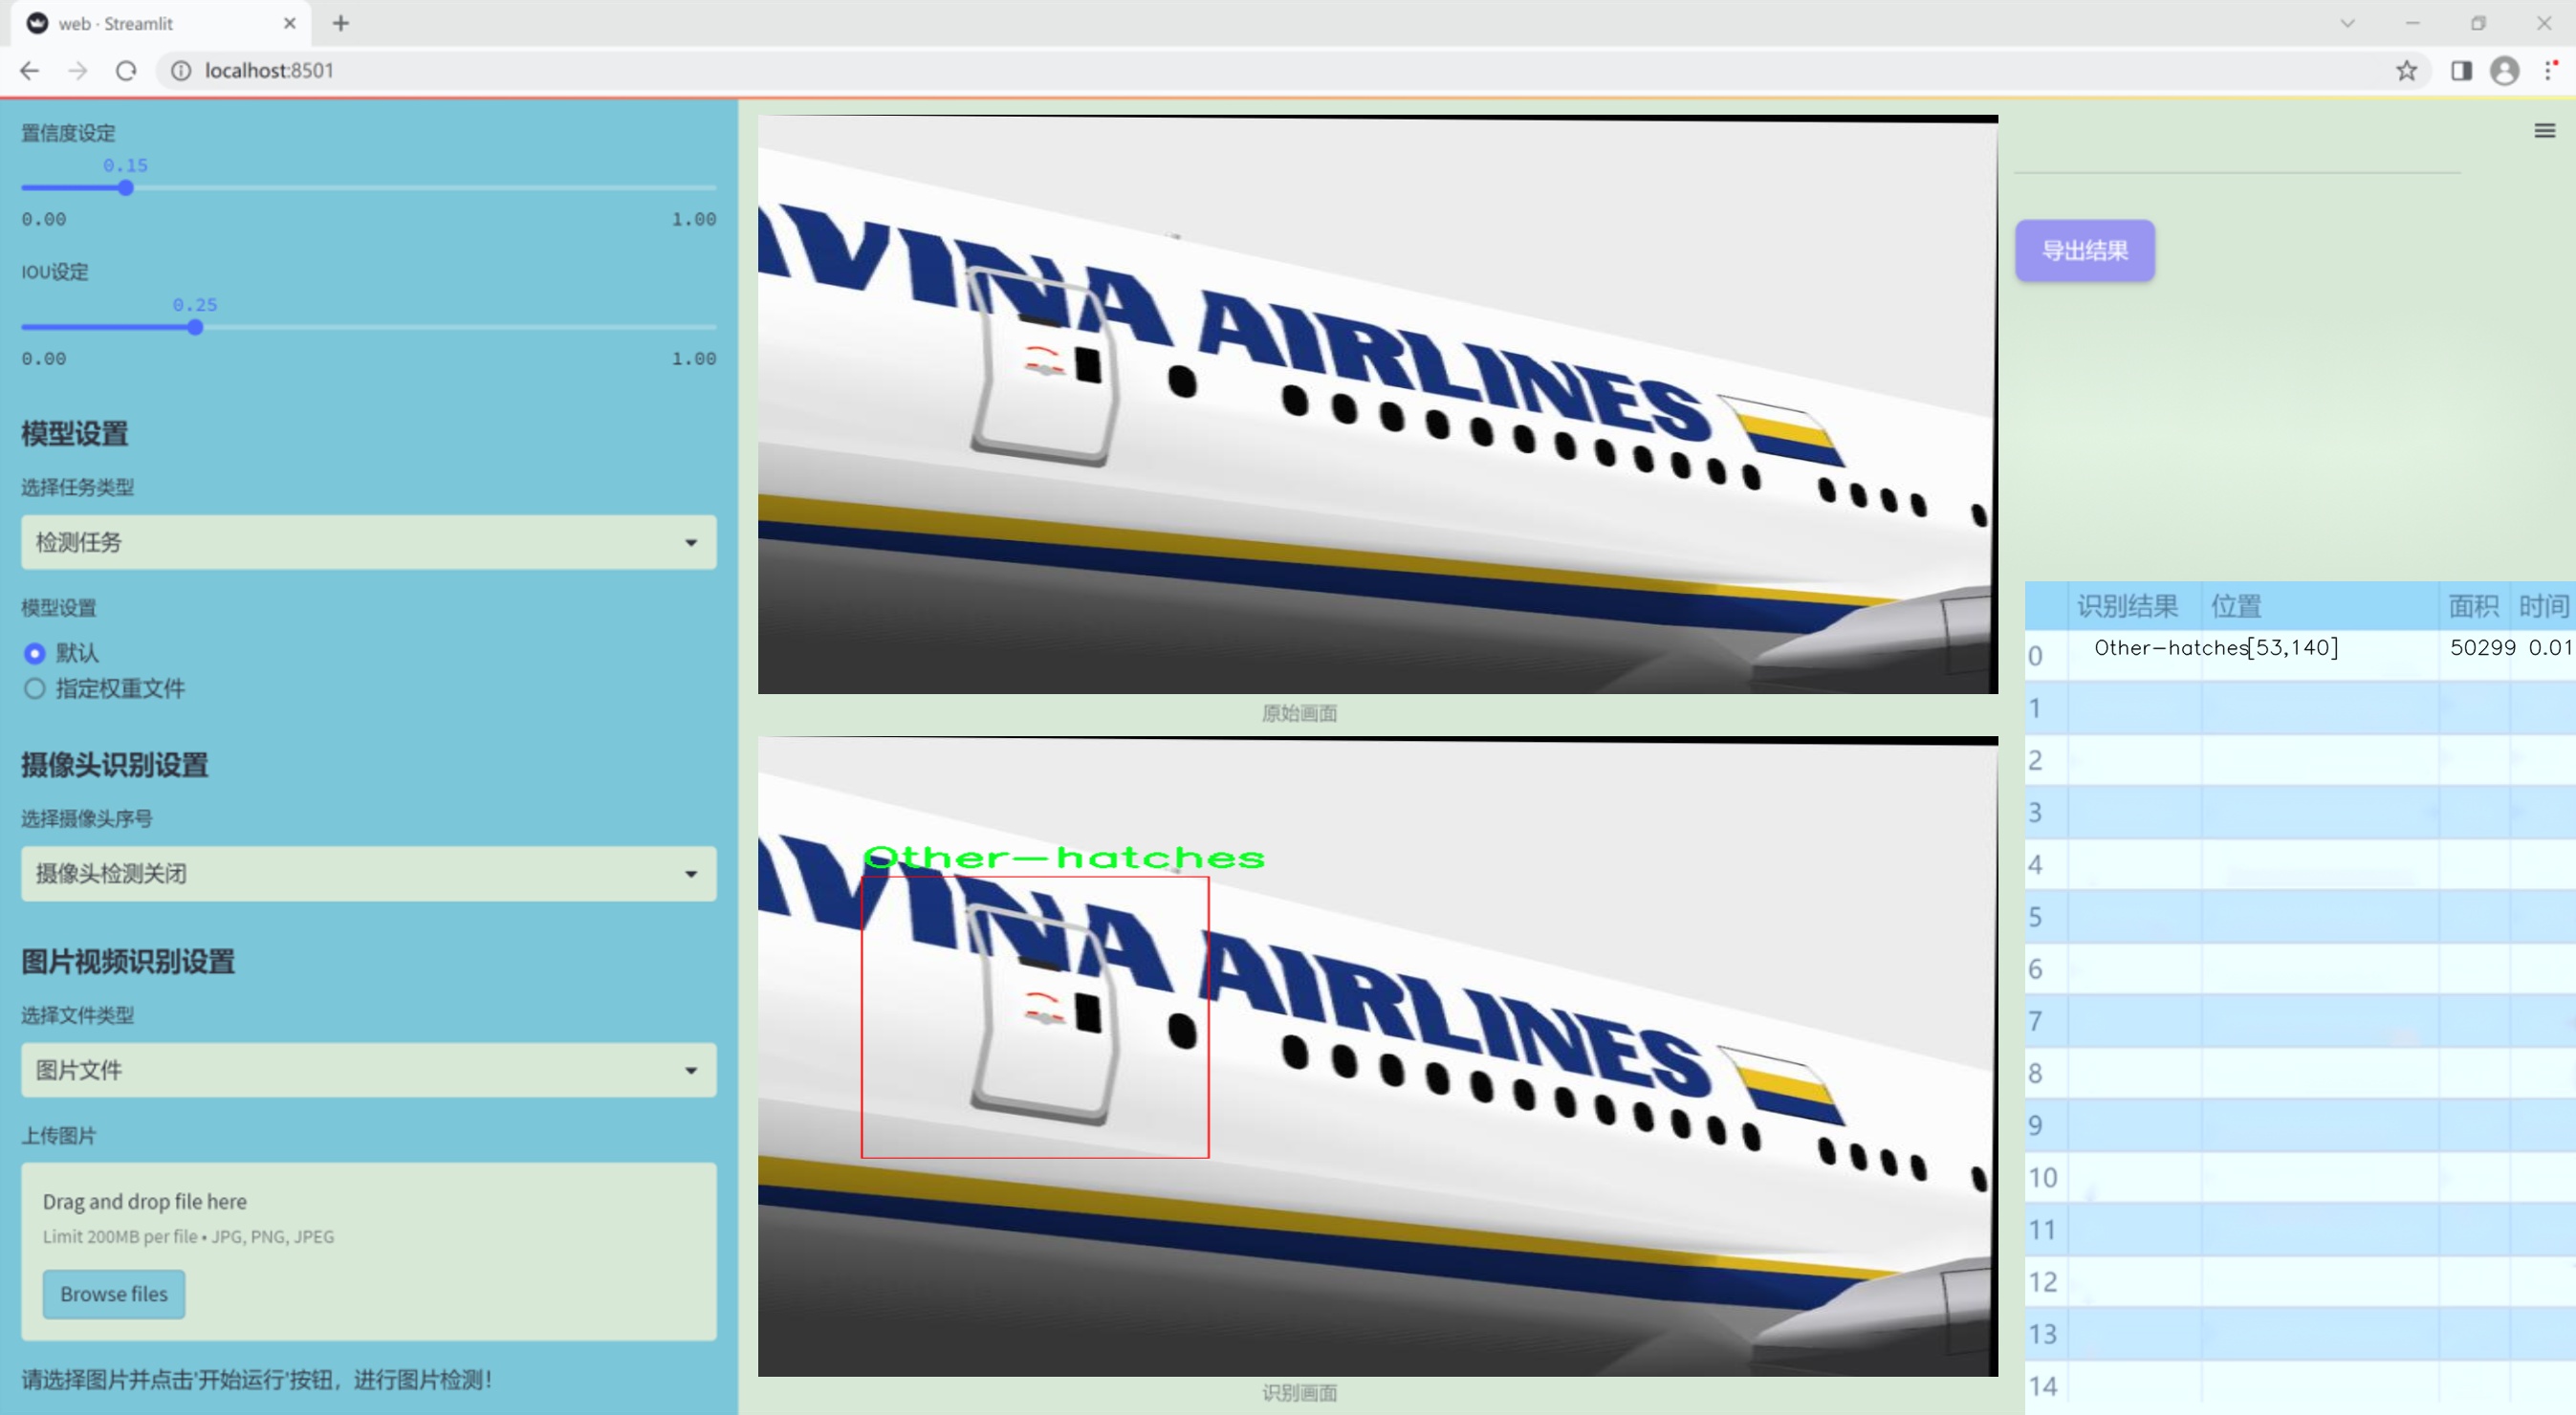 web · Streamlit
localhost:8501
置信度设定
0.15
0.00 1.00
IOU设定
0.25
0.00 1.00
模型设置
选择任务类型
检测任务
模型设置
默认
指定权重文件
摄像头识别设置
选择摄像头序号
摄像头检测关闭
图片视频识别设置
选择文件类型
图片文件
上传图片
Drag and drop file here
Limit 200MB per file • JPG, PNG, JPEG
Browse files
请选择图片并点击'开始运行'按钮，进行图片检测！
AVINA AIRLINES
原始画面
Other-hatches
AVINA AIRLINES
识别画面
导出结果
识别结果 位置 面积 时间
0 Other-hatches[53,140] 50299 0.01
1
2
3
4
5
6
7
8
9
10
11
12
13
14